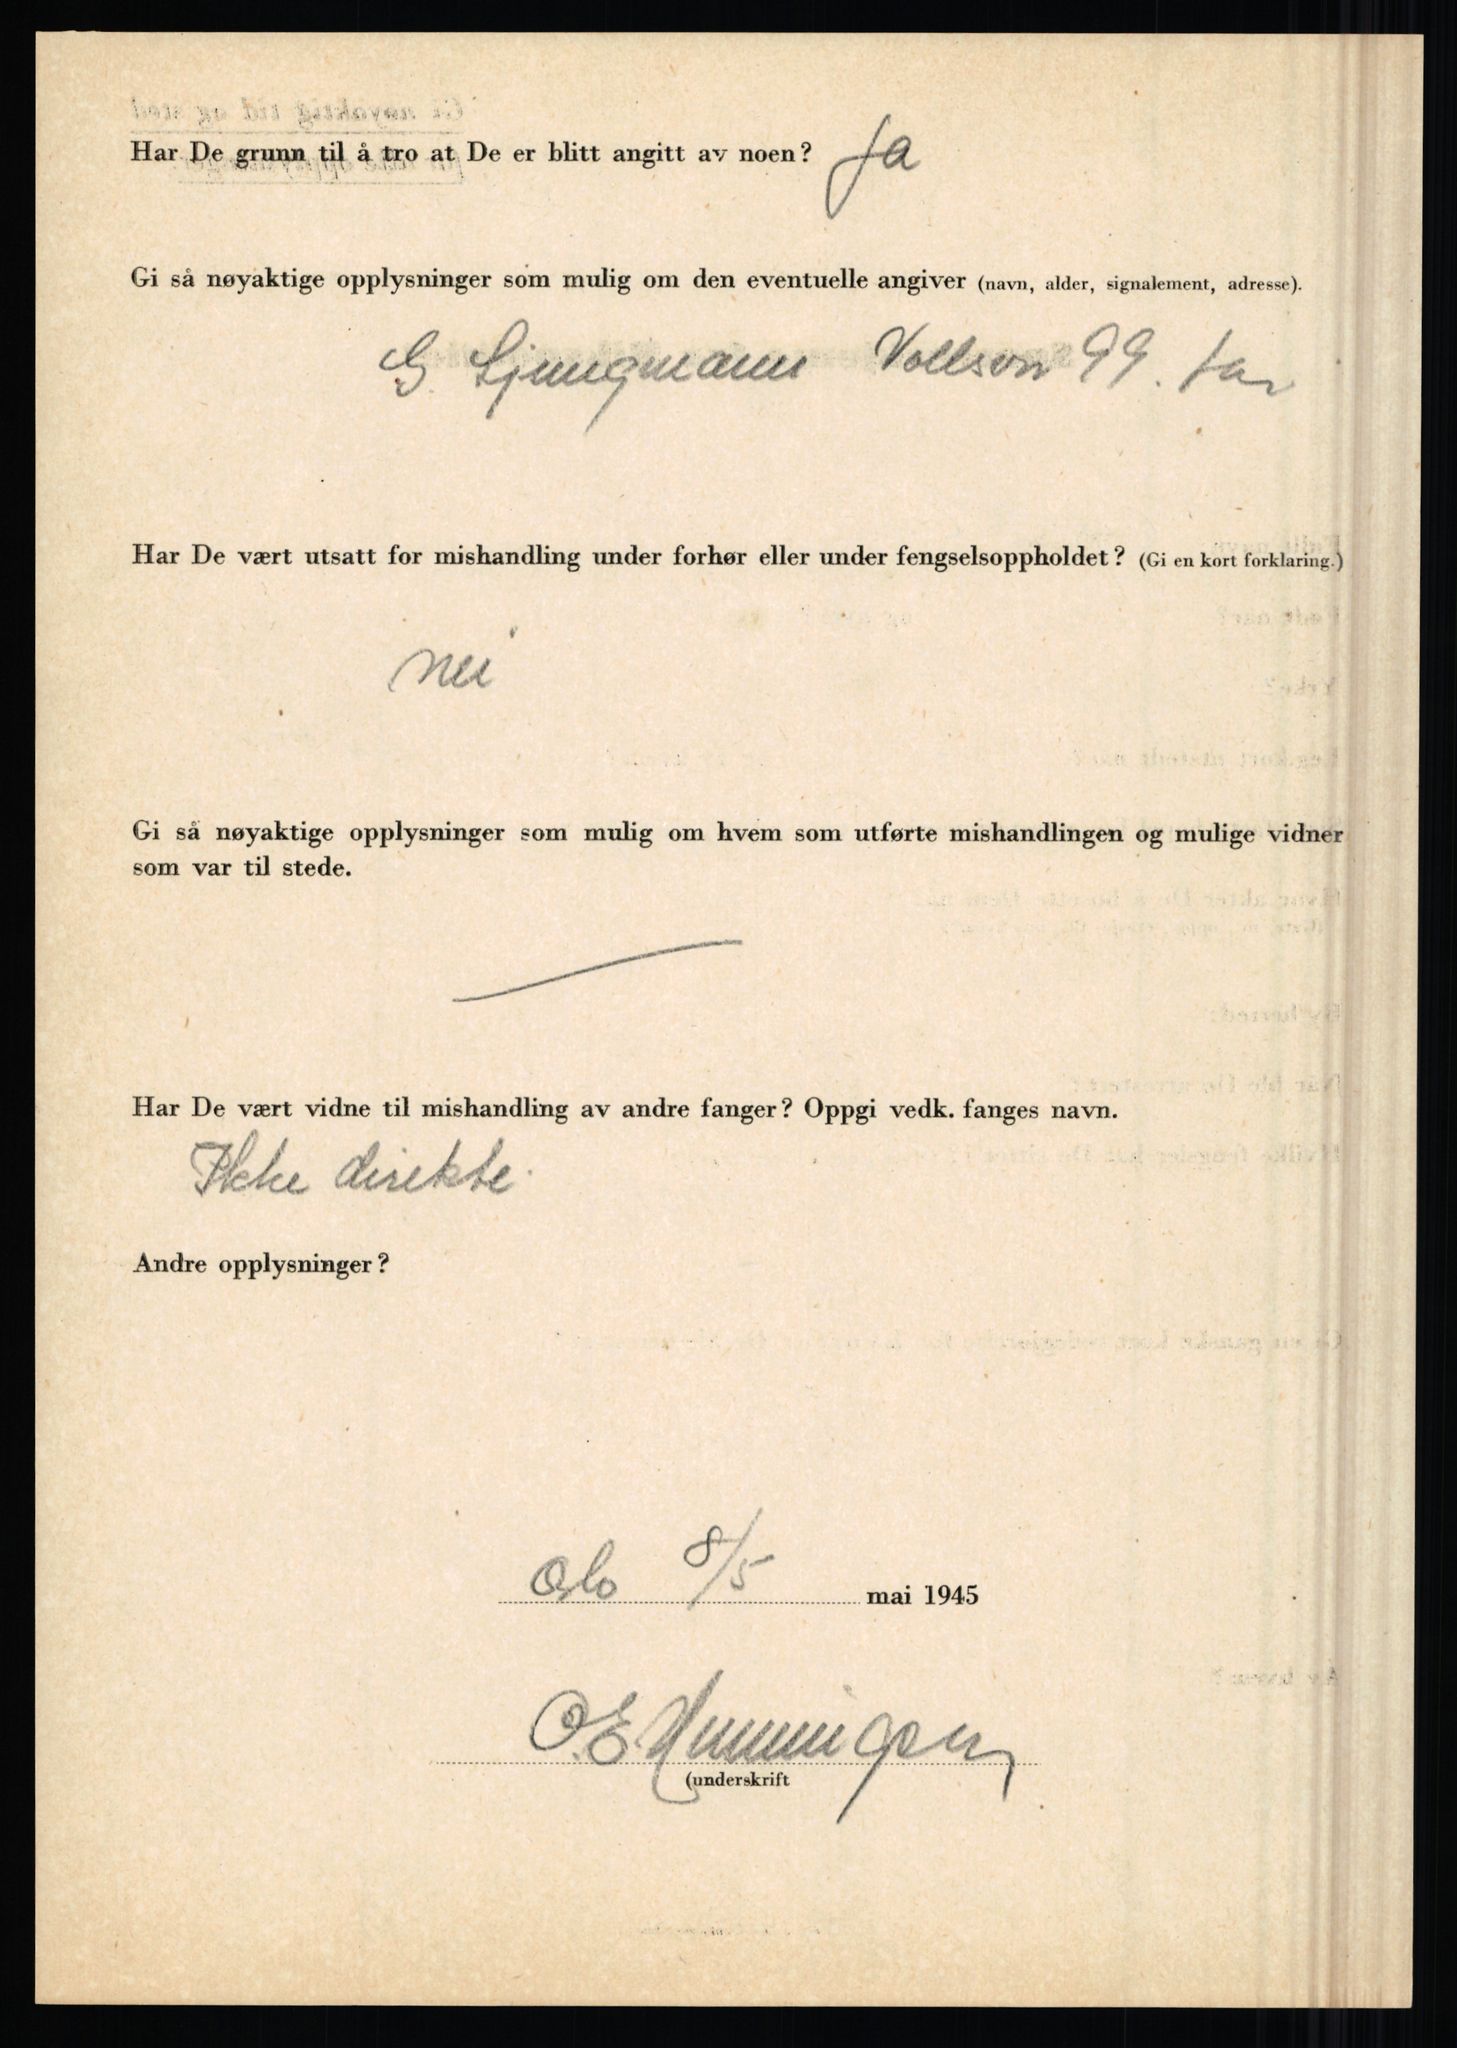 Har De grunn til å tro at De er blitt angitt av noen? Ja
Gi så nøyaktige opplysninger som mulig om den eventuelle angiver (navn, alder, signalement, adresse).
G. Ljungmann Vollsvn 99.
Har De vært utsatt for mishandling under forhør eller under fengselsoppholdet? (Gi en kort forklaring.)
nei
Gi så nøyaktige opplysninger som mulig om hvem som utførte mishandlingen og mulige vidner
som var til stede.
Har De vært vidne til mishandling av andre fanger? Oppgi vedk. fanges navn.
Ikke direkte.
Andre opplysninger?
Oslo 8/5 mai 1945
O.E. Henningsen
(underskrift